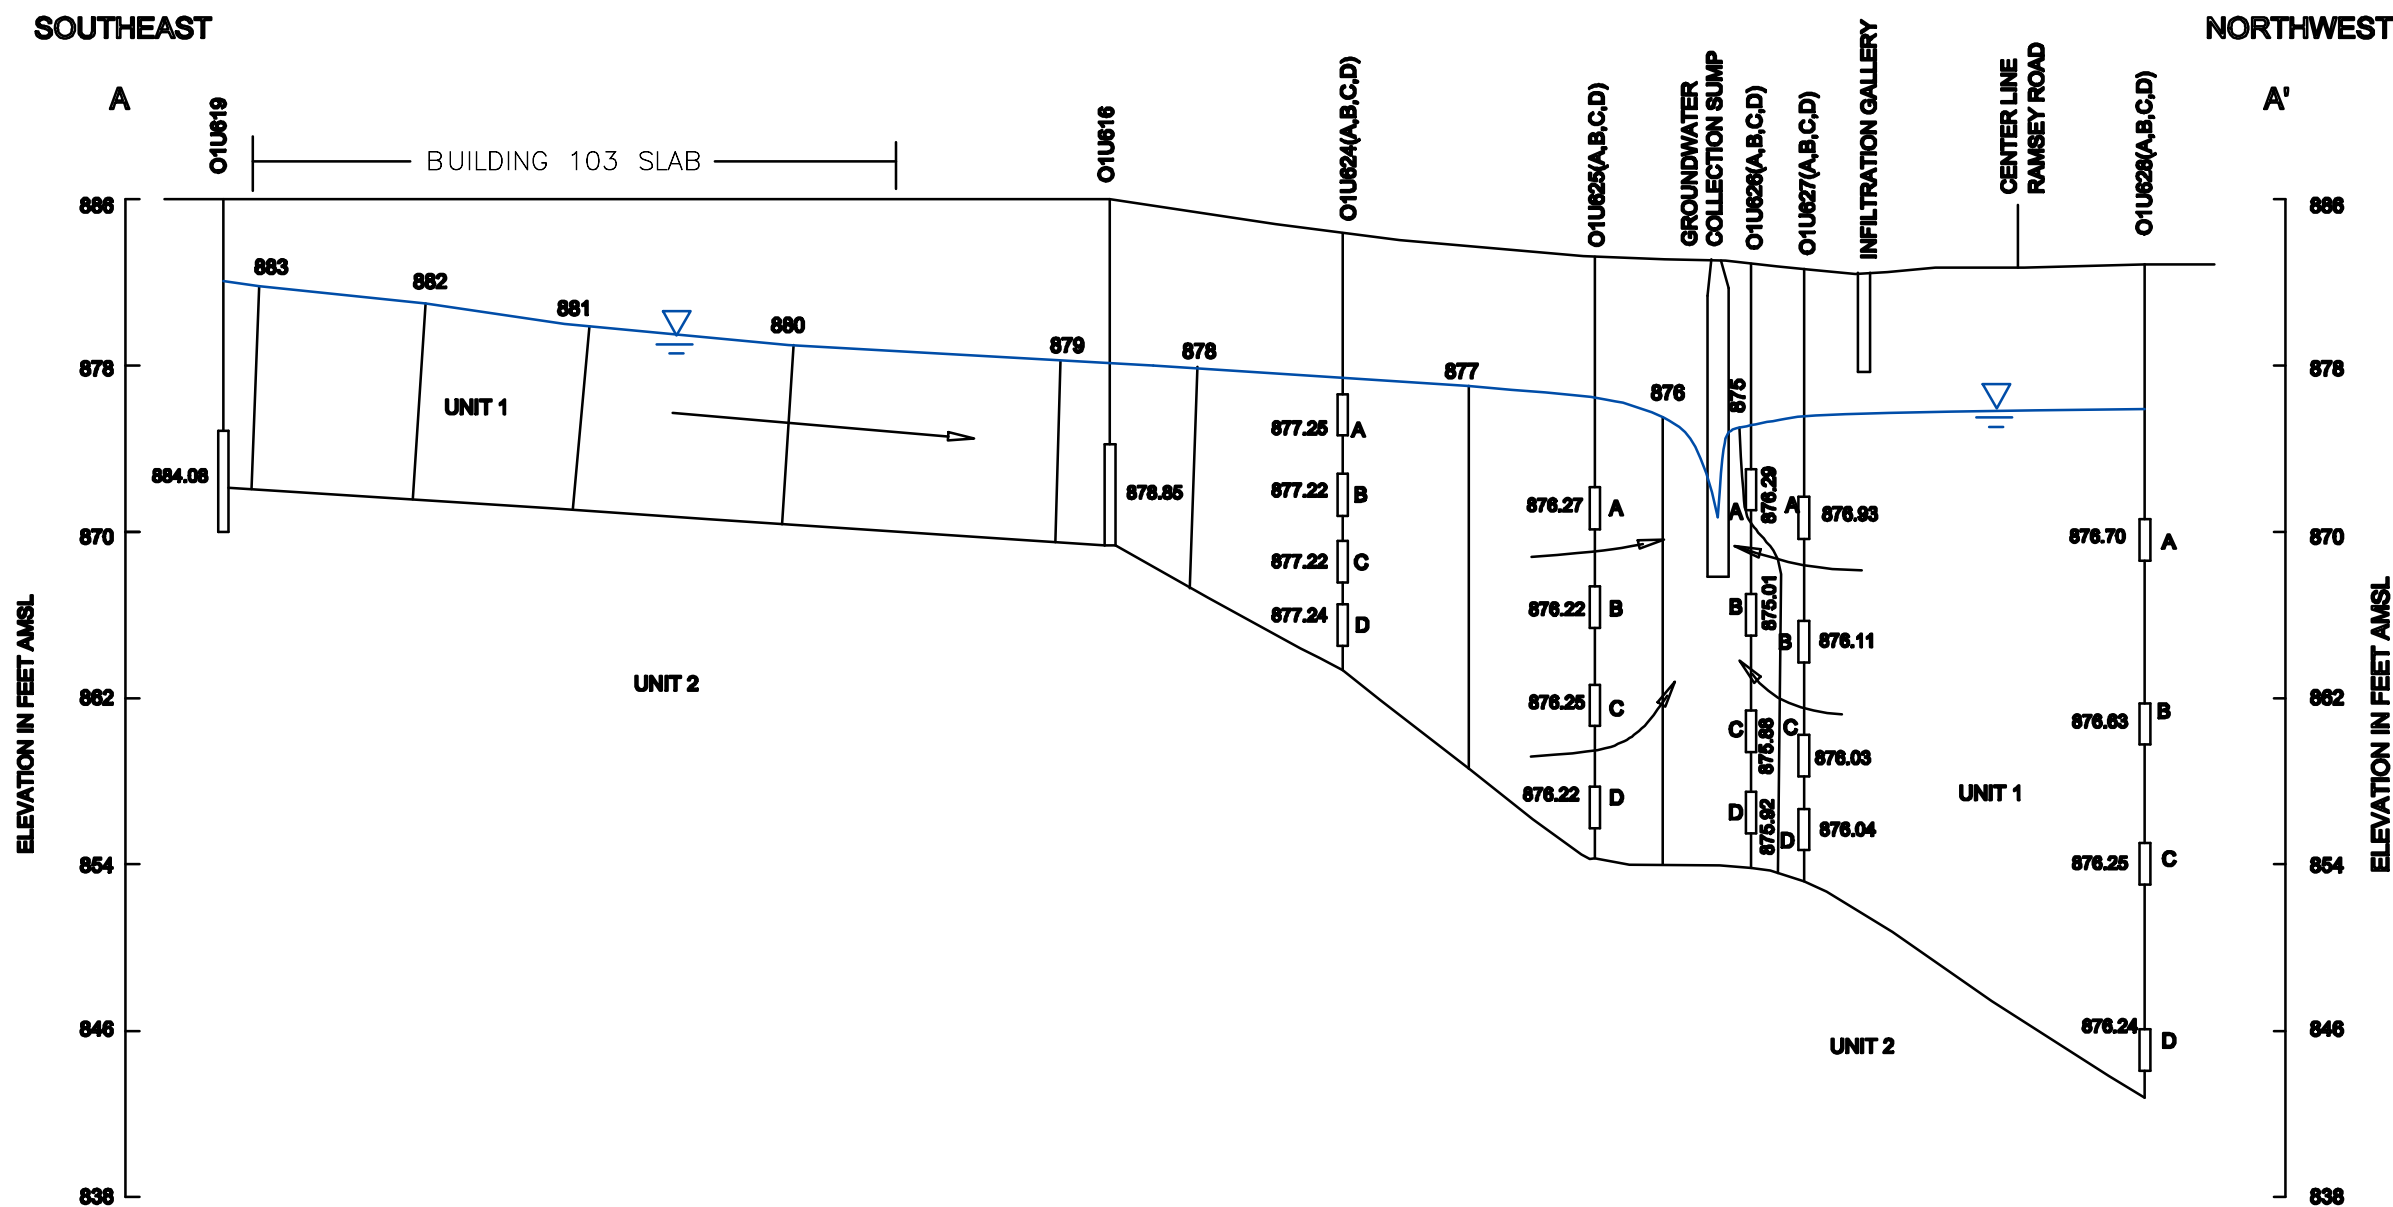 SOUTHEAST
NORTHWEST
A
A'
O1U619
BUILDING 103 SLAB
O1U616
O1U624(A,B,C,D)
O1U625(A,B,C,D)
GROUNDWATER
COLLECTION SUMP
O1U626(A,B,C,D)
O1U627(A,B,C,D)
INFILTRATION GALLERY
CENTER LINE
RAMSEY ROAD
O1U628(A,B,C,D)
886
878
870
862
854
846
838
ELEVATION IN FEET AMSL
883
882
881
880
879
878
877
876
875
UNIT 1
884.08
878.85
877.25 A
877.22 B
877.22 C
877.24 D
876.27 A
876.22 B
876.25 C
876.22 D
A 876.29
B 875.01
C 875.88
D 875.92
A 876.93
B 876.11
C 876.03
D 876.04
876.70 A
876.63 B
876.25 C
876.24 D
UNIT 2
UNIT 1
UNIT 2
886
878
870
862
854
846
838
ELEVATION IN FEET AMSL